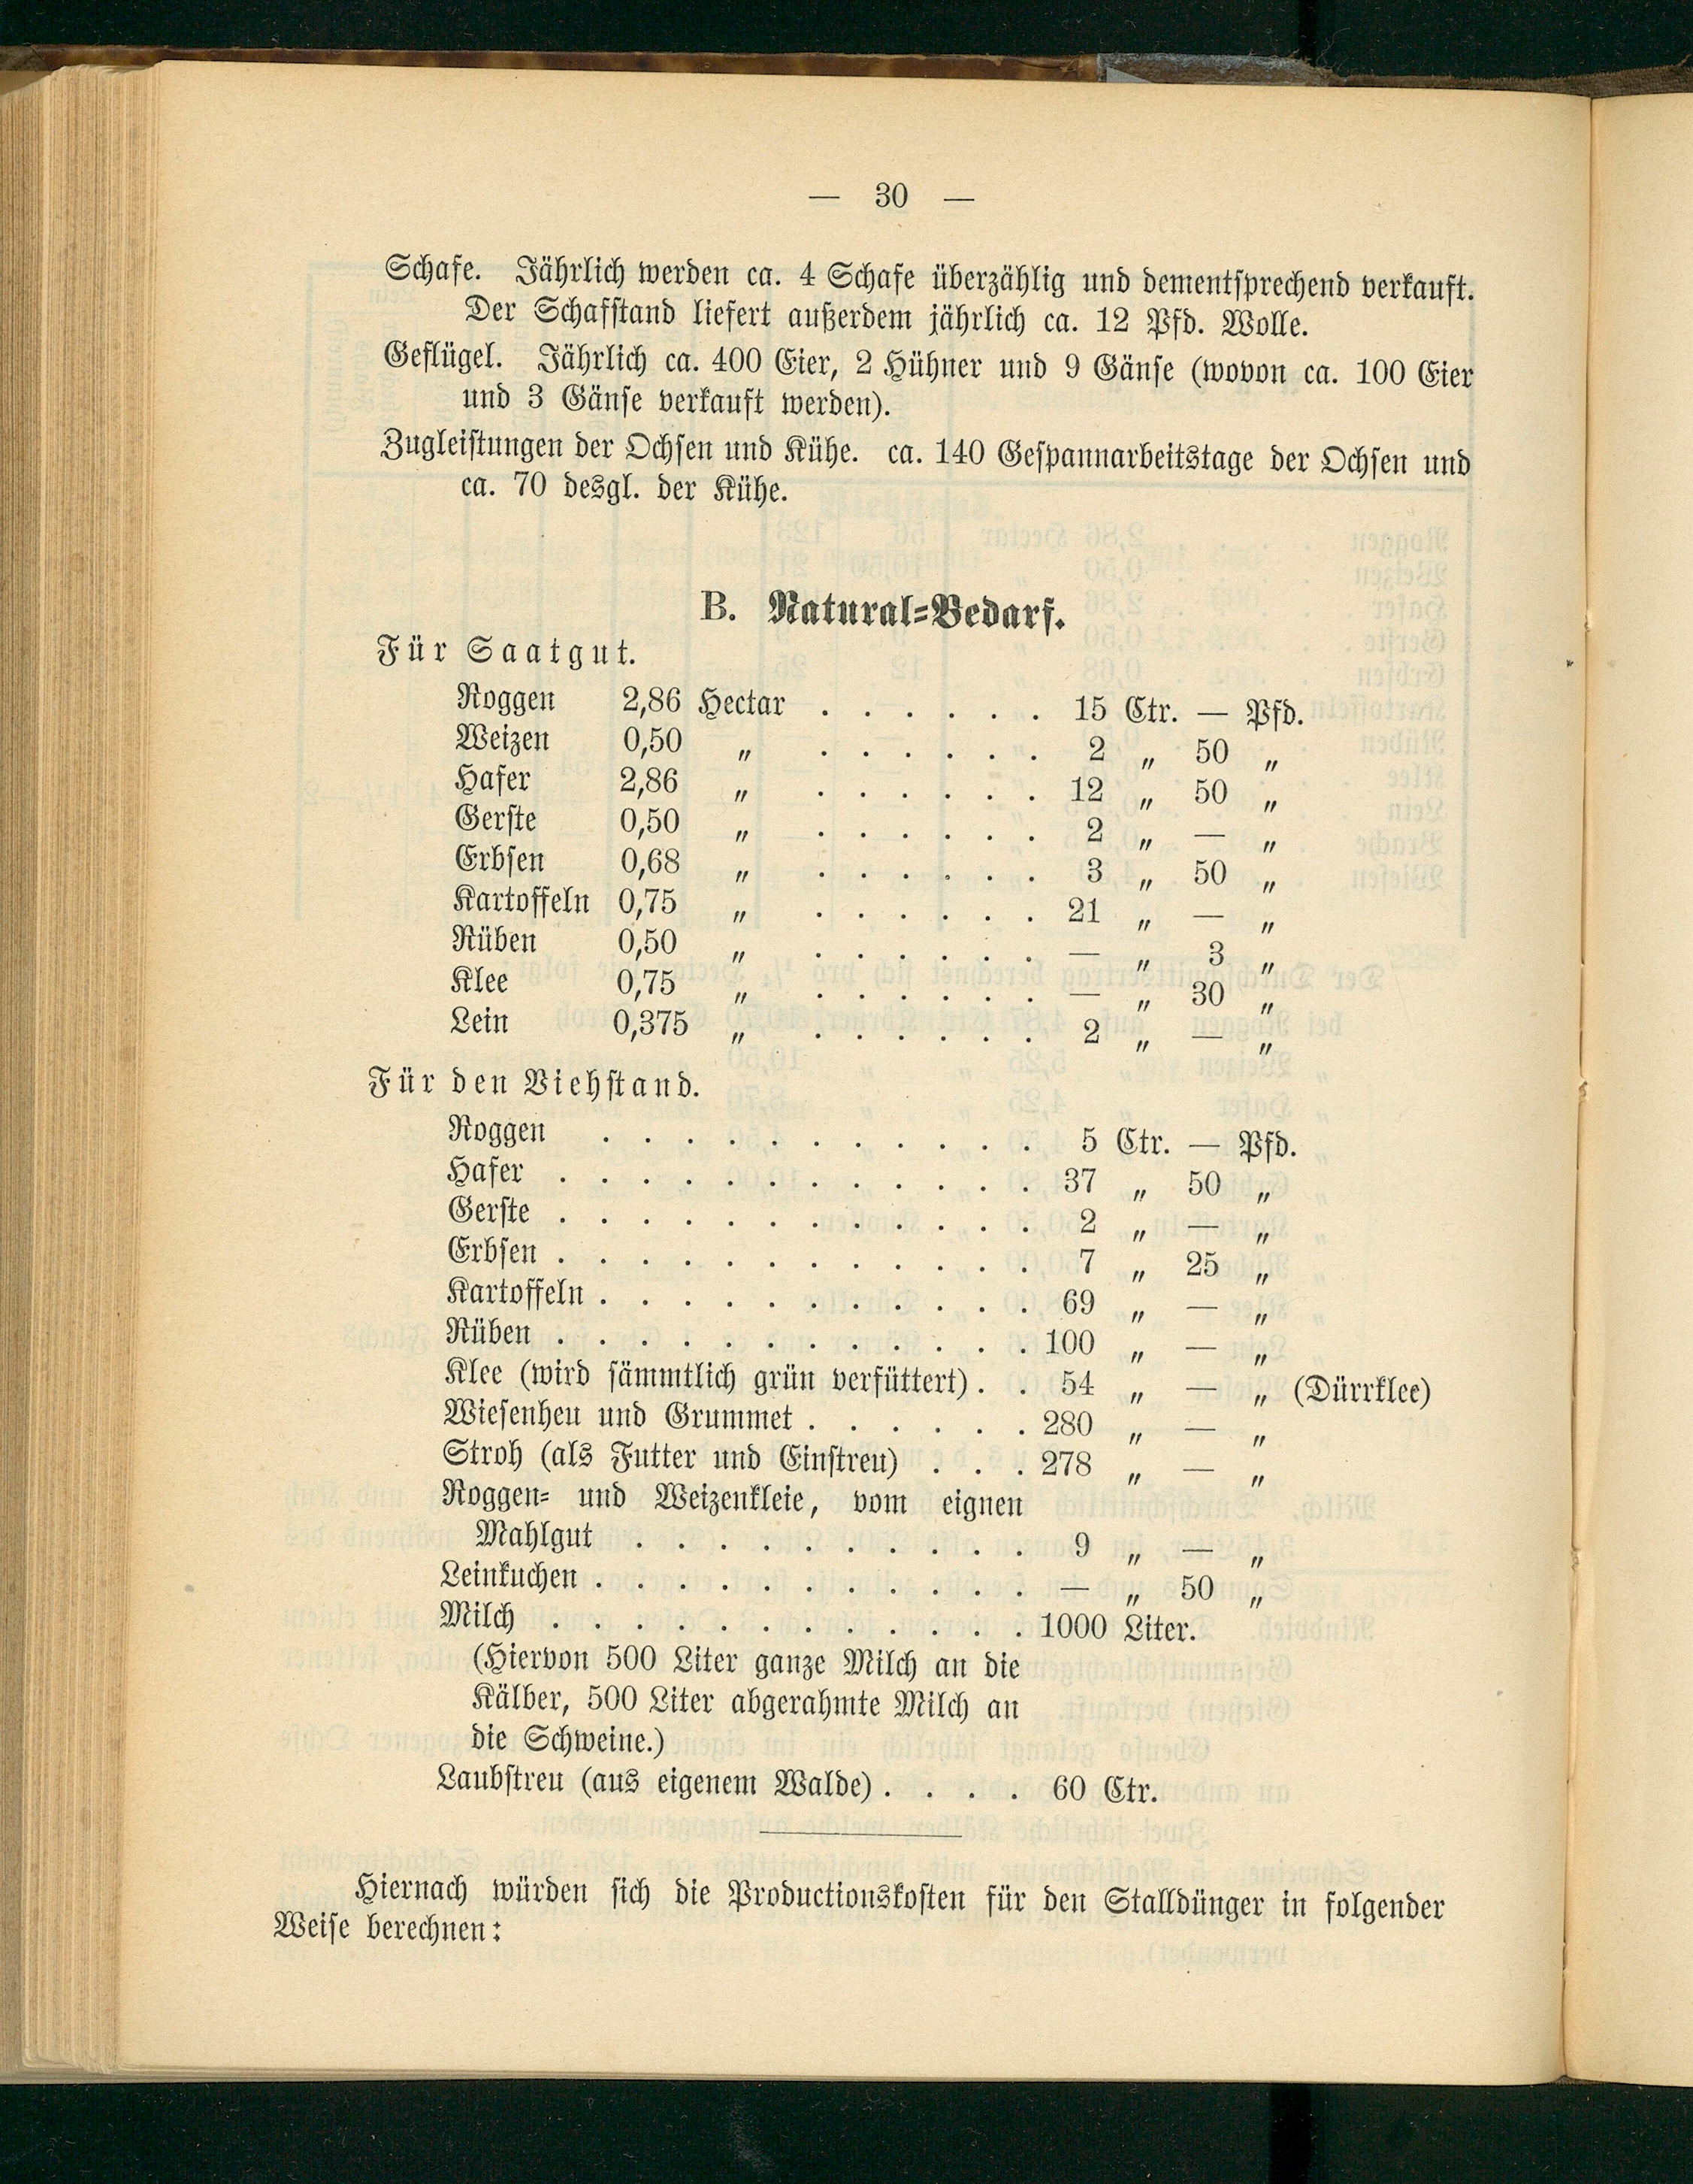 — 30 —
Schafe. Jährlich werden ca. 4 Schafe überzählig und dementsprechend verkauft.
Der Schafstand liefert außerdem jährlich ca. 12 Pfd. Wolle.
Geflügel. Jährlich ca. 400 Eier, 2 Hühner und 9 Gänse (wovon ca. 100 Eier
und 3 Gänse verkauft werden).
Zugleistungen der Ochsen und Kühe. ca. 140 Gespannarbeitstage der Ochsen und
ca. 70 desgl. der Kühe.
B. Natural=Bedarf.
Für Saatgut.
Roggen 2,86 Hectar . . . . . . 15 Ctr. — Pfd.
Weizen 0,50 „ . . . . . . 2 „ 50 „
Hafer 2,86 „ . . . . . . 12 „ 50 „
Gerste 0,50 „ . . . . . . 2 „ — „
Erbsen 0,68 „ . . . . . . 3 „ 50 „
Kartoffeln 0,75 „ . . . . . . 21 „ — „
Rüben 0,50 „ . . . . . . — „ 3 „
Klee 0,75 „ . . . . . . — „ 30 „
Lein 0,375 „ . . . . . . 2 „ — „
Für den Viehstand.
Roggen . . . . . . . . . . . 5 Ctr. — Pfd.
Hafer . . . . . . . . . . . . 37 „ 50 „
Gerste . . . . . . . . . . . . 2 „ — „
Erbsen . . . . . . . . . . . . 7 „ 25 „
Kartoffeln . . . . . . . . . . . 69 „ — „
Rüben . . . . . . . . . . . . 100 „ — „
Klee (wird sämmtlich grün verfüttert) . . 54 „ — „ (Dürrklee)
Wiesenheu und Grummet . . . . . . 280 „ — „
Stroh (als Futter und Einstreu) . . . 278 „ — „
Roggen= und Weizenkleie, vom eignen
Mahlgut . . . . . . . . . . 9 „ — „
Leinkuchen . . . . . . . . . . . — „ 50 „
Milch . . . . . . . . . . . . 1000 Liter.
(Hiervon 500 Liter ganze Milch an die
Kälber, 500 Liter abgerahmte Milch an
die Schweine.)
Laubstreu (aus eigenem Walde) . . . . 60 Ctr.
Hiernach würden sich die Productionskosten für den Stalldünger in folgender
Weise berechnen: